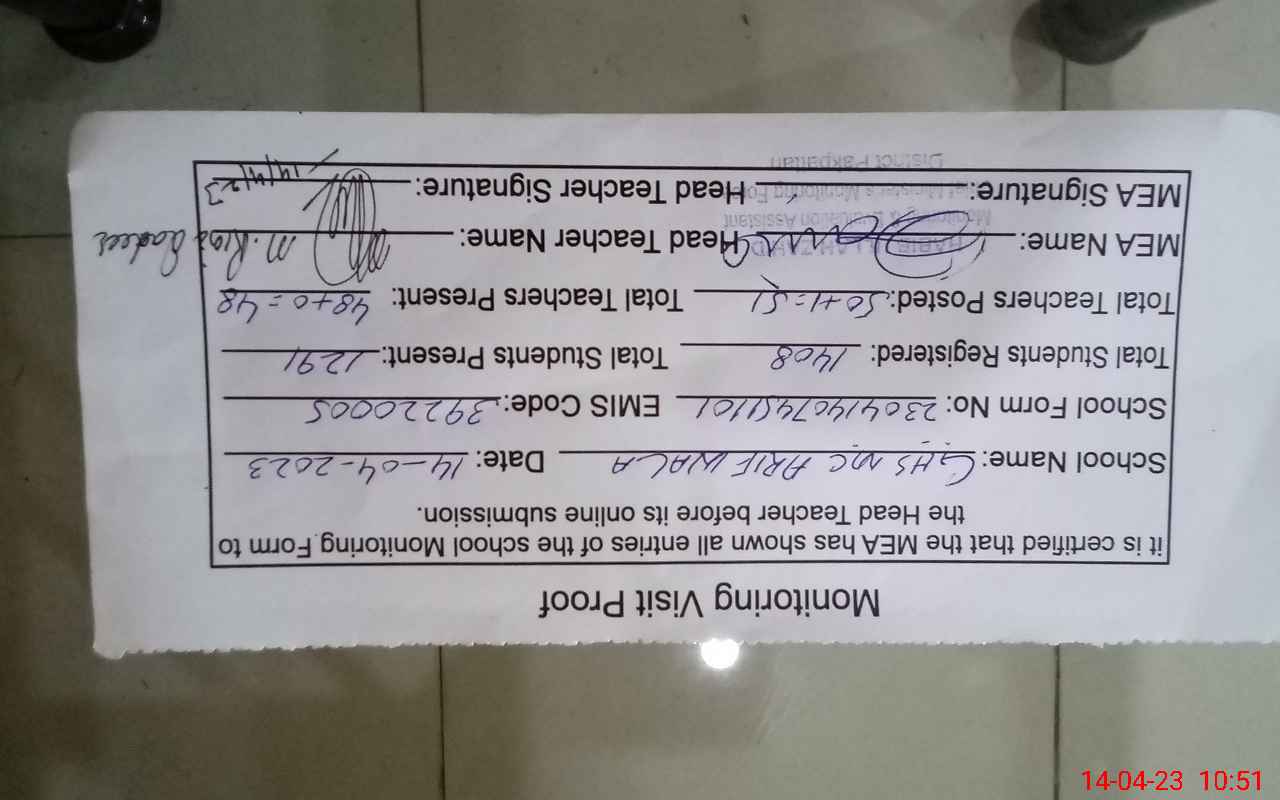 Monitoring Visit Proof
it is certified that the MEA has shown all entries of the school Monitoring Form to
the Head Teacher before its online submission.
School Name: GHS MC ARIFWALA Date: 14-04-2023
School Form No: EMIS Code: 39220005
Total Students Registered: 1408 Total Students Present: 1291
Total Teachers Posted: 50+1=51 Total Teachers Present: 48+0=48
MEA Name: Head Teacher Name: M. Riaz
Monitoring & Evaluation Assistant
MEA Signature: Head Teacher Signature: 14/4/23
District Pakpattan
14-04-23 10:51